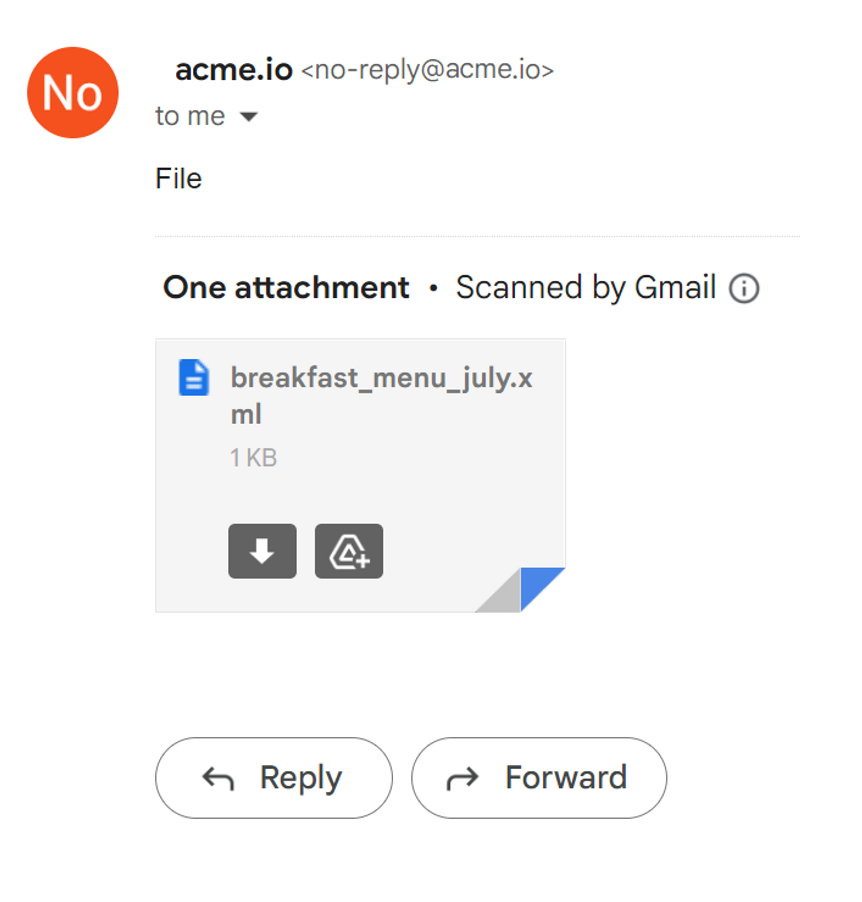 No
acme.io <no-reply@acme.io>
to me
File
One attachment • Scanned by Gmail
breakfast_menu_july.x
ml
1 KB
Reply
Forward